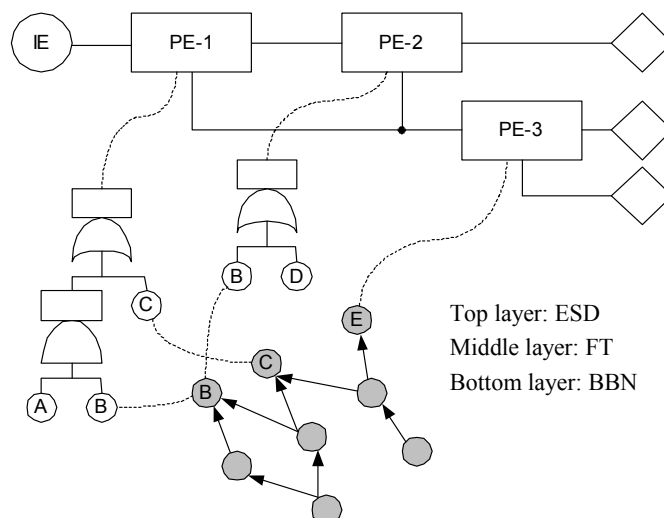 IE
PE-1
PE-2
PE-3
B
D
C
A
B
E
C
B
Top layer: ESD
Middle layer: FT
Bottom layer: BBN